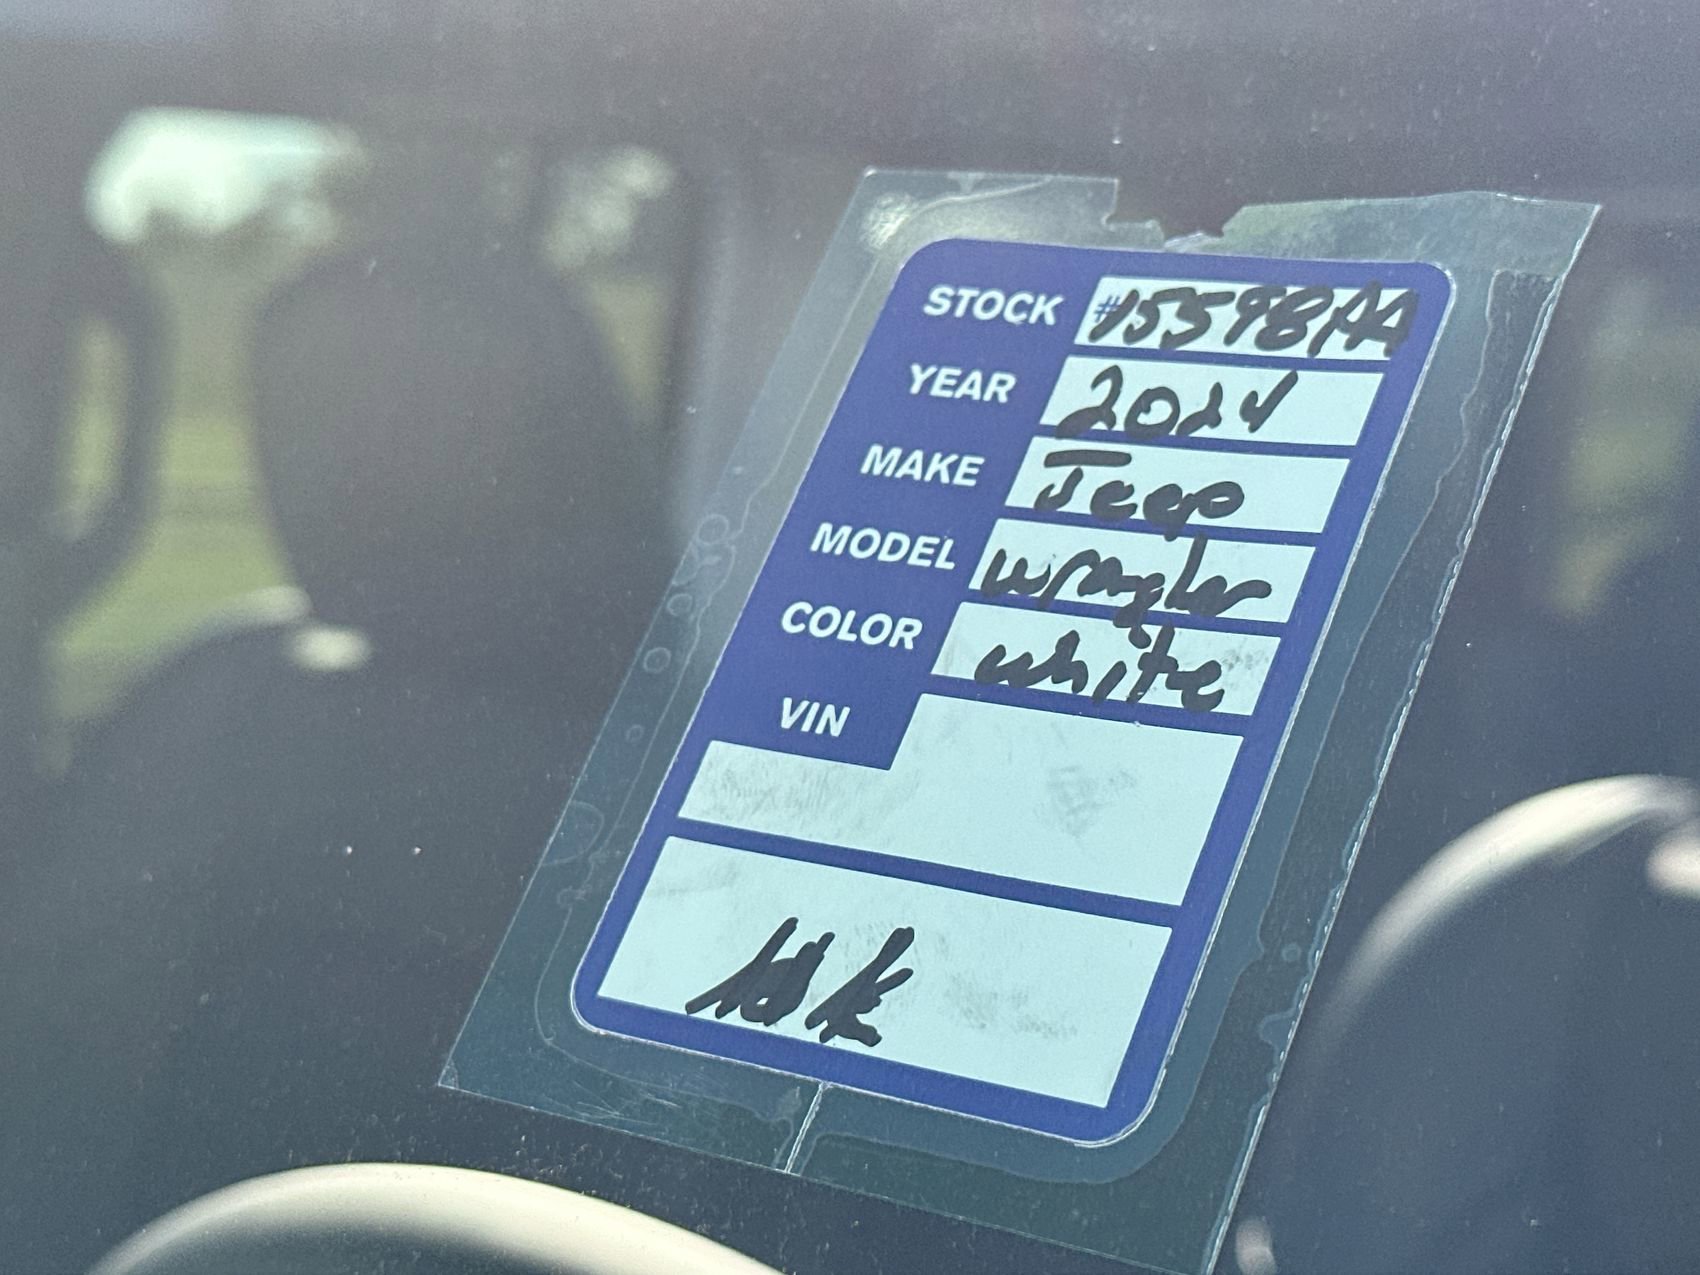 STOCK #15598AA
YEAR 2024
MAKE Jeep
MODEL wrangler
COLOR white
VIN